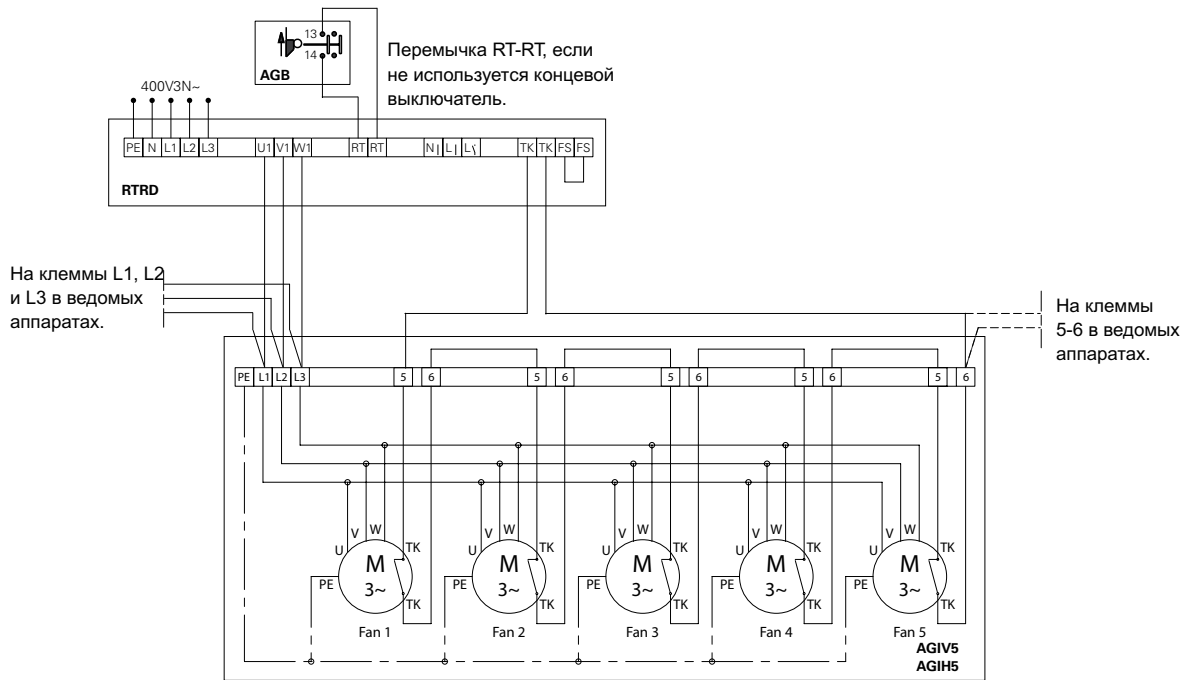 13
14
AGB
Перемычка RT-RT, если
не используется концевой
выключатель.
400V3N~
PE N L1 L2 L3 U1 V1 W1 RT RT N L L TK TK FS FS
RTRD
На клеммы L1, L2
и L3 в ведомых
аппаратах.
На клеммы
5-6 в ведомых
аппаратах.
PE L1 L2 L3 5 6 5 6 5 6 5 6 5 6
U V W TK U V W TK U V W TK U V W TK U V W TK
M M M M M
3~ 3~ 3~ 3~ 3~
PE PE PE PE PE
TK TK TK TK TK
Fan 1 Fan 2 Fan 3 Fan 4 Fan 5
AGIV5
AGIH5